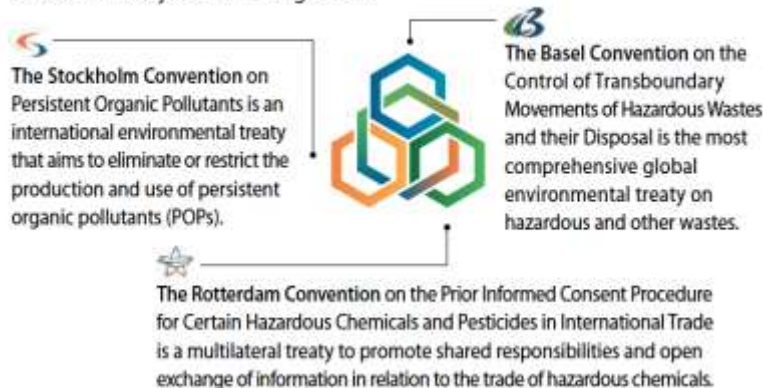 The Stockholm Convention on
Persistent Organic Pollutants is an
international environmental treaty
that aims to eliminate or restrict the
production and use of persistent
organic pollutants (POPs).
The Basel Convention on the
Control of Transboundary
Movements of Hazardous Wastes
and their Disposal is the most
comprehensive global
environmental treaty on
hazardous and other wastes.
The Rotterdam Convention on the Prior Informed Consent Procedure
for Certain Hazardous Chemicals and Pesticides in International Trade
is a multilateral treaty to promote shared responsibilities and open
exchange of information in relation to the trade of hazardous chemicals.